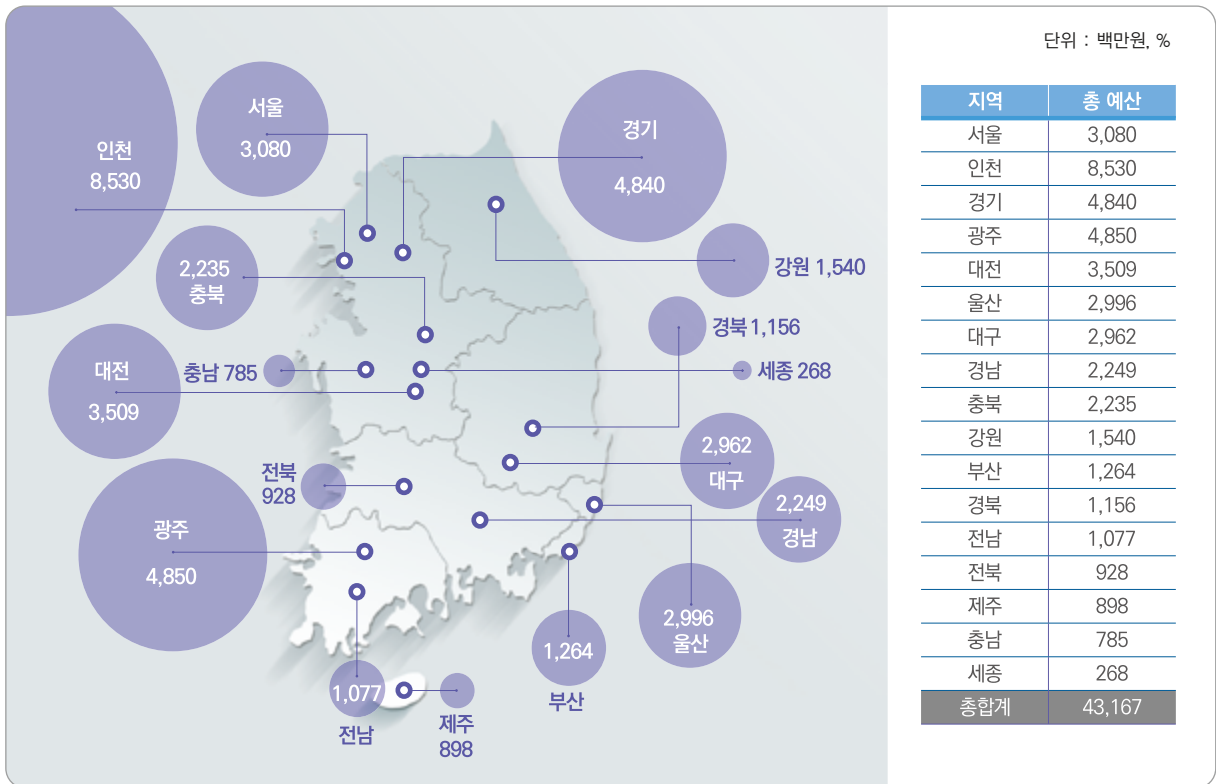 단위 : 백만원, %
서울
3,080
경기
4,840
인천
8,530
2,235
충북
강원 1,540
경북 1,156
대전
3,509
충남 785
세종 268
전북
928
2,962
대구
2,249
경남
광주
4,850
2,996
울산
1,264
부산
1,077
전남
제주
898
지역 총 예산
서울 3,080
인천 8,530
경기 4,840
광주 4,850
대전 3,509
울산 2,996
대구 2,962
경남 2,249
충북 2,235
강원 1,540
부산 1,264
경북 1,156
전남 1,077
전북 928
제주 898
충남 785
세종 268
총합계 43,167